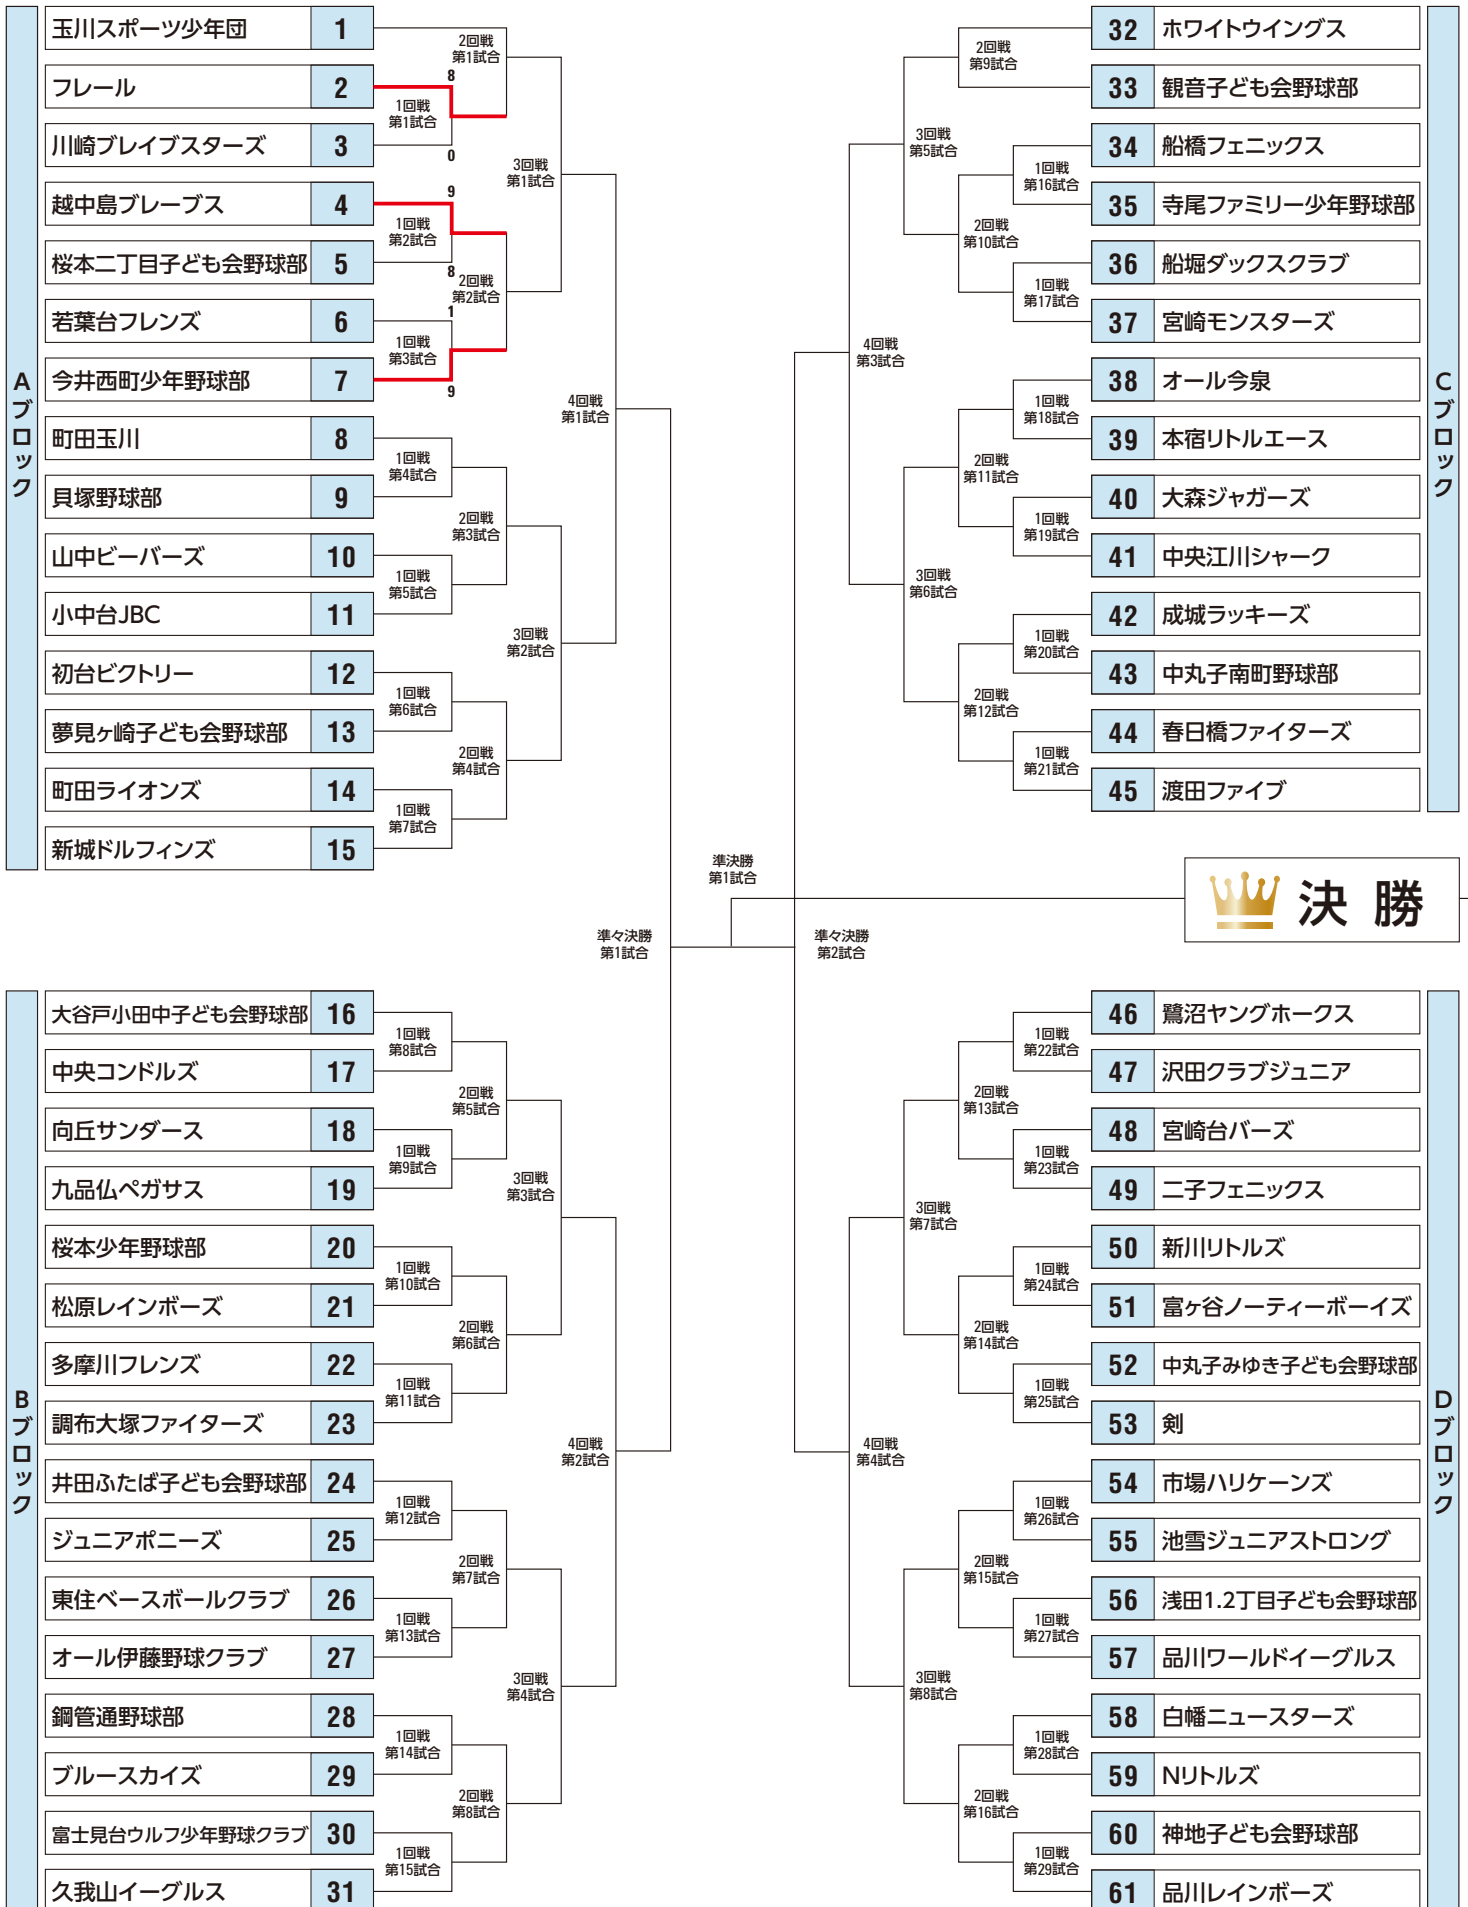 Aブロック
玉川スポーツ少年団 1
フレール 2
川崎ブレイブスターズ 3
越中島ブレーブス 4
桜本二丁目子ども会野球部 5
若葉台フレンズ 6
今井西町少年野球部 7
町田玉川 8
貝塚野球部 9
山中ビーバーズ 10
小中台JBC 11
初台ビクトリー 12
夢見ヶ崎子ども会野球部 13
町田ライオンズ 14
新城ドルフィンズ 15
8
1回戦
第1試合
0
9
1回戦
第2試合
8
1
1回戦
第3試合
9
1回戦
第4試合
1回戦
第5試合
1回戦
第6試合
1回戦
第7試合
2回戦
第1試合
2回戦
第2試合
2回戦
第3試合
2回戦
第4試合
3回戦
第1試合
3回戦
第2試合
4回戦
第1試合
Bブロック
大谷戸小田中子ども会野球部 16
中央コンドルズ 17
向丘サンダース 18
九品仏ペガサス 19
桜本少年野球部 20
松原レインボーズ 21
多摩川フレンズ 22
調布大塚ファイターズ 23
井田ふたば子ども会野球部 24
ジュニアポニーズ 25
東住ベースボールクラブ 26
オール伊藤野球クラブ 27
鋼管通野球部 28
ブルースカイズ 29
富士見台ウルフ少年野球クラブ 30
久我山イーグルス 31
1回戦
第8試合
1回戦
第9試合
1回戦
第10試合
1回戦
第11試合
1回戦
第12試合
1回戦
第13試合
1回戦
第14試合
1回戦
第15試合
2回戦
第5試合
2回戦
第6試合
2回戦
第7試合
2回戦
第8試合
3回戦
第3試合
3回戦
第4試合
4回戦
第2試合
準々決勝
第1試合
準決勝
第1試合
準々決勝
第2試合
決勝
Cブロック
32 ホワイトウイングス
33 観音子ども会野球部
34 船橋フェニックス
35 寺尾ファミリー少年野球部
36 船堀ダックスクラブ
37 宮崎モンスターズ
38 オール今泉
39 本宿リトルエース
40 大森ジャガーズ
41 中央江川シャーク
42 成城ラッキーズ
43 中丸子南町野球部
44 春日橋ファイターズ
45 渡田ファイブ
1回戦
第16試合
1回戦
第17試合
1回戦
第18試合
1回戦
第19試合
1回戦
第20試合
1回戦
第21試合
2回戦
第9試合
2回戦
第10試合
2回戦
第11試合
2回戦
第12試合
3回戦
第5試合
3回戦
第6試合
4回戦
第3試合
Dブロック
46 鷺沼ヤングホークス
47 沢田クラブジュニア
48 宮崎台バーズ
49 二子フェニックス
50 新川リトルズ
51 富ヶ谷ノーティーボーイズ
52 中丸子みゆき子ども会野球部
53 剣
54 市場ハリケーンズ
55 池雪ジュニアストロング
56 浅田1.2丁目子ども会野球部
57 品川ワールドイーグルス
58 白幡ニュースターズ
59 Nリトルズ
60 神地子ども会野球部
61 品川レインボーズ
1回戦
第22試合
1回戦
第23試合
1回戦
第24試合
1回戦
第25試合
1回戦
第26試合
1回戦
第27試合
1回戦
第28試合
1回戦
第29試合
2回戦
第13試合
2回戦
第14試合
2回戦
第15試合
2回戦
第16試合
3回戦
第7試合
3回戦
第8試合
4回戦
第4試合